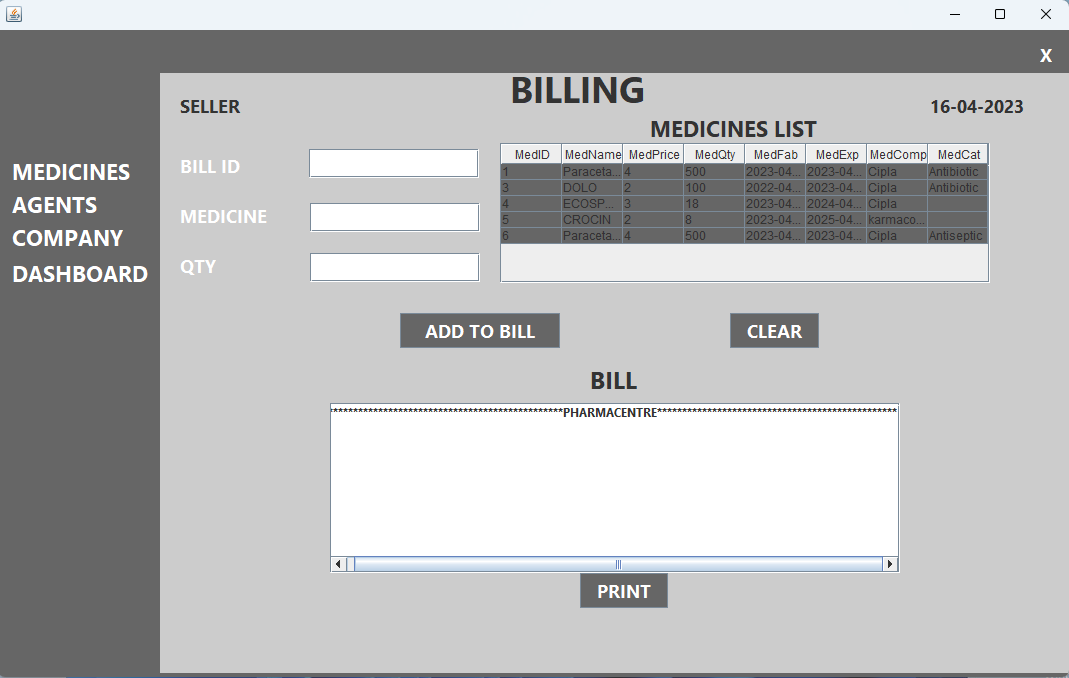 X
BILLING
SELLER
16-04-2023
MEDICINES LIST
MEDICINES
AGENTS
COMPANY
DASHBOARD
BILL ID
MEDICINE
QTY
MedID MedName MedPrice MedQty MedFab MedExp MedComp MedCat
1 Paraceta... 4 500 2023-04... 2023-04... Cipla Antibiotic
3 DOLO 2 100 2022-04... 2023-04... Cipla Antibiotic
4 ECOSP... 3 18 2023-04... 2024-04... Cipla
5 CROCIN 2 8 2023-04... 2025-04... karmaco...
6 Paraceta... 4 500 2023-04... 2023-04... Cipla Antiseptic
ADD TO BILL
CLEAR
BILL
***********************************************PHARMACENTRE************************************************
PRINT